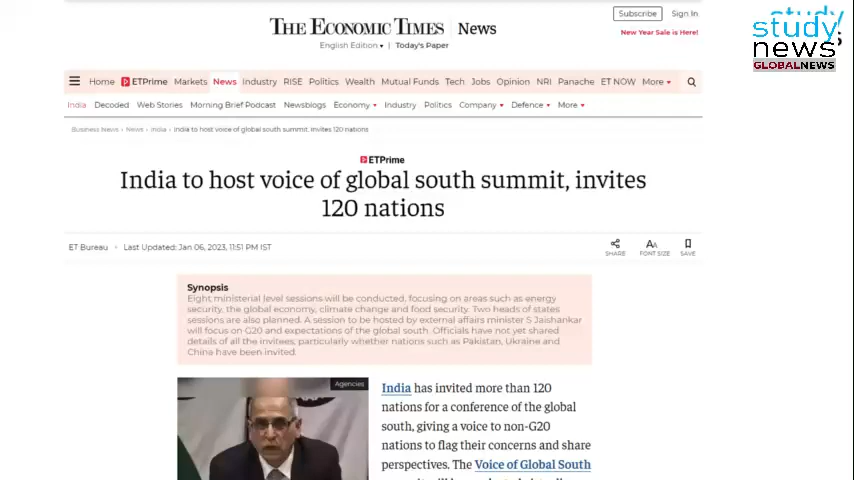 Subscribe
Sign In
THE ECONOMIC TIMES | News
English Edition
Today's Paper
New Year Sale is Here!
study
study
news
GLOBALNEWS
Home ETPrime Markets News Industry RISE Politics Wealth Mutual Funds Tech Jobs Opinion NRI Panache ET NOW More
India Decoded Web Stories Morning Brief Podcast Newsblogs Economy Industry Politics Company Defence More
Business News › News › India › India to host voice of global south summit, invites 120 nations
ETPrime
India to host voice of global south summit, invites
120 nations
ET Bureau • Last Updated: Jan 06, 2023, 11:51 PM IST
SHARE
FONT SIZE
SAVE
Synopsis
Eight ministerial level sessions will be conducted, focusing on areas such as energy
security, the global economy, climate change and food security. Two heads of states
sessions are also planned. A session to be hosted by external affairs minister S Jaishankar
will focus on G20 and expectations of the global south. Officials have not yet shared
details of all the invitees, particularly whether nations such as Pakistan, Ukraine and
China have been invited.
Agencies
India has invited more than 120
nations for a conference of the global
south, giving a voice to non-G20
nations to flag their concerns and share
perspectives. The Voice of Global South